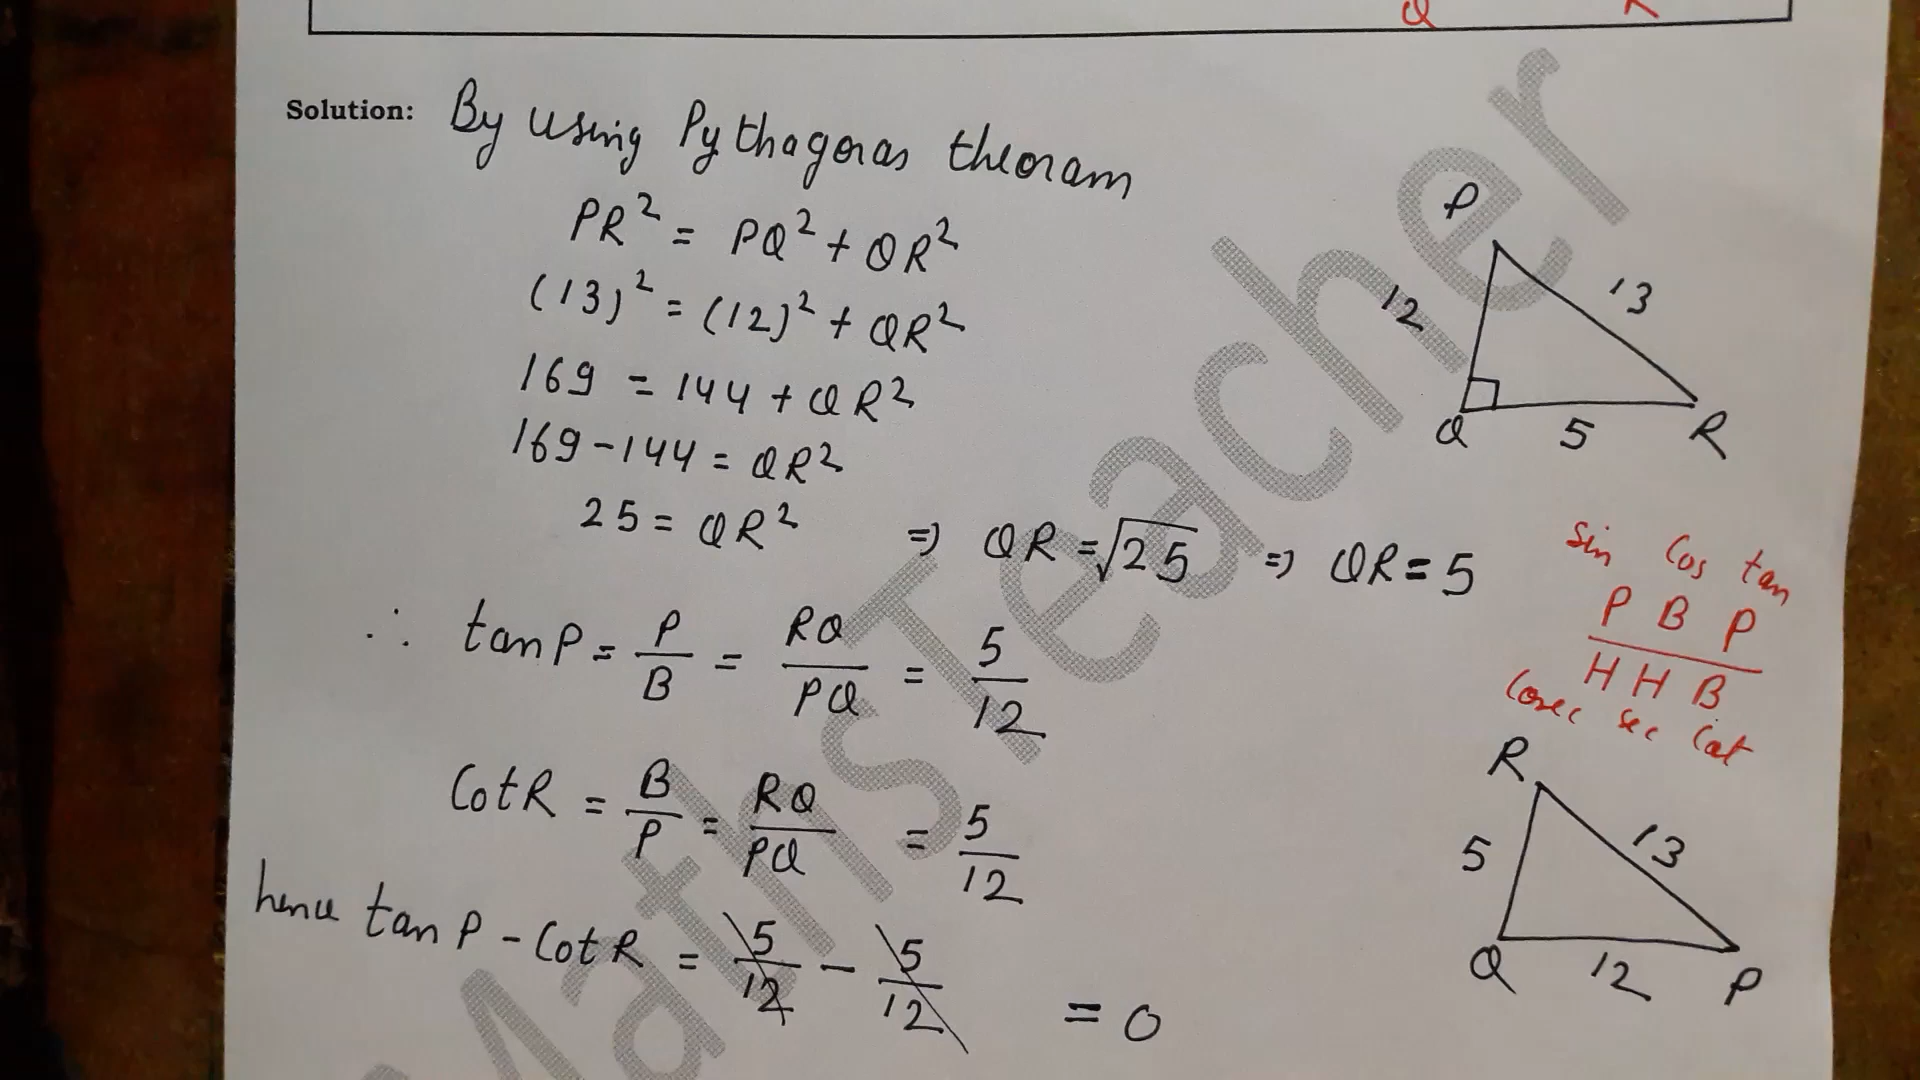 Q R
Solution: By using Pythagoras theoram
PR² = PQ² + QR²
(13)² = (12)² + QR²
169 = 144 + QR²
169 - 144 = QR²
25 = QR² ⇒ QR = √25 ⇒ QR = 5
∴ tan P = P/B = RQ/PQ = 5/12
Cot R = B/P = RQ/PQ = 5/12
hence tan P - Cot R = 5/12 - 5/12 = 0
P
12 13
Q 5 R
Sin Cos tan
P B P
H H B
Cosec sec Cot
R
5 13
Q 12 P
MathsTeacher